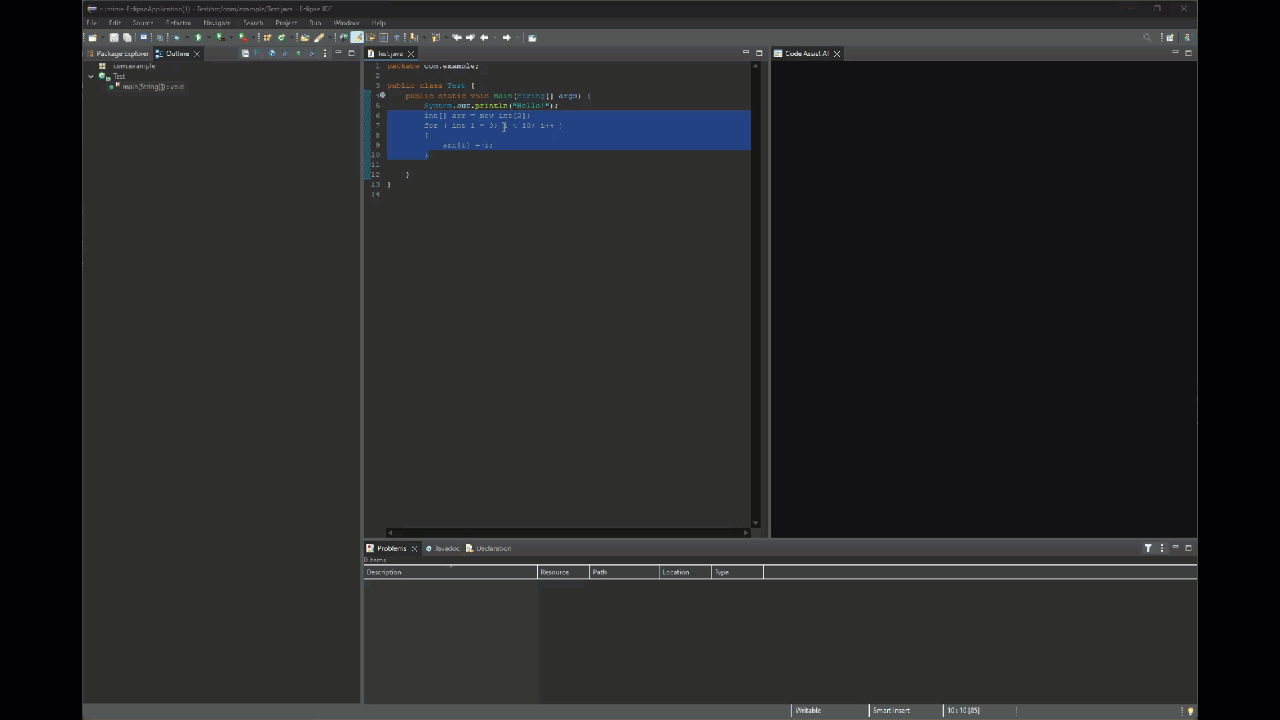 runtime-EclipseApplication(1) - Test/src/com/example/Test.java - Eclipse IDE
File Edit Source Refactor Navigate Search Project Run Window Help
Package Explorer Outline
com.example
Test
main(String[]) : void
Test.java
1 package com.example;
2
3 public class Test {
4 public static void main(String[] args) {
5 System.out.println("Hello!");
6 int[] arr = new int[2];
7 for ( int i = 0; i < 10; i++ )
8 {
9 arr[i] = i;
10 }
11
12 }
13 }
14
Code Assist AI
Problems Javadoc Declaration
0 items
Description Resource Path Location Type
Writable Smart Insert 10 : 10 [85]